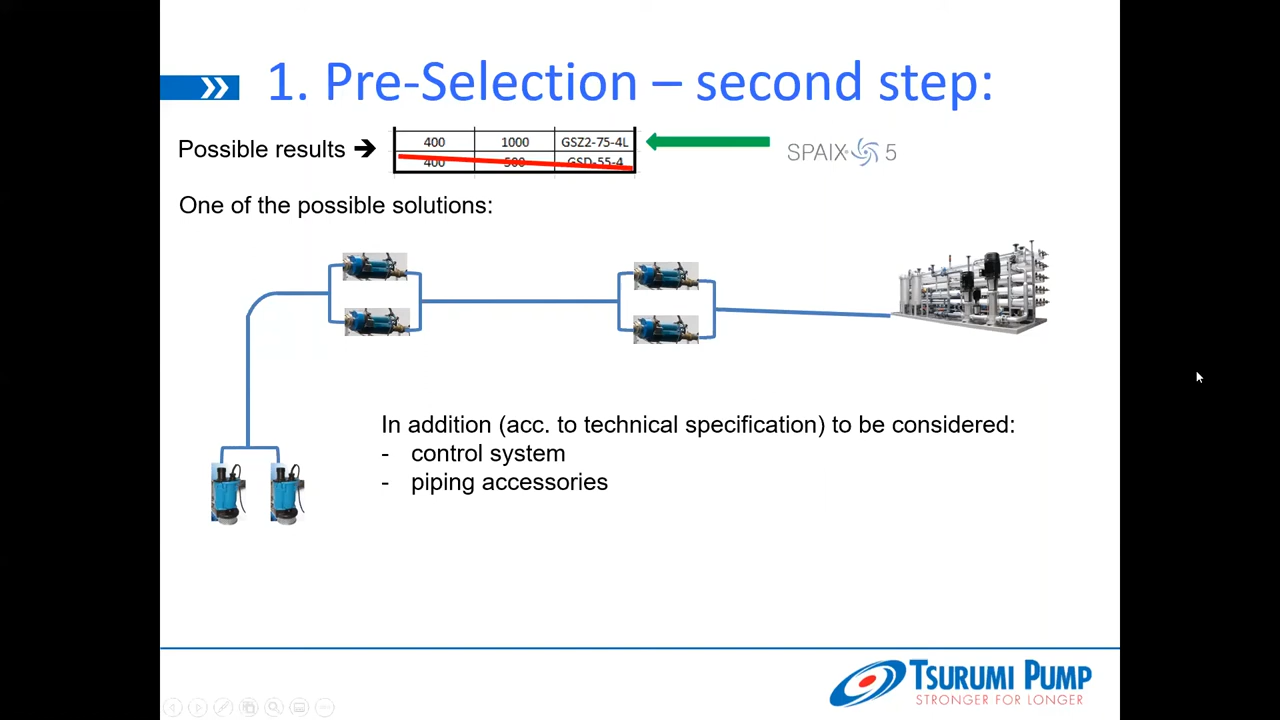 1. Pre-Selection – second step:
Possible results ➔
400 1000 GSZ2-75-4L
400 500 GSD-55-4
SPAIX® 5
One of the possible solutions:
In addition (acc. to technical specification) to be considered:
- control system
- piping accessories
TSURUMI PUMP
STRONGER FOR LONGER